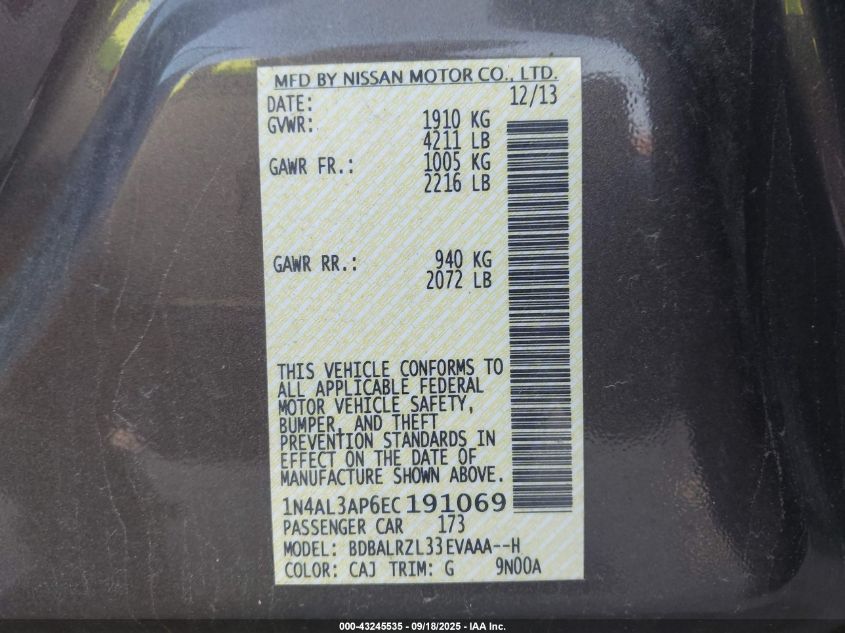 MFD BY NISSAN MOTOR CO., LTD.
DATE: 12/13
GVWR: 1910 KG
4211 LB
GAWR FR.: 1005 KG
2216 LB
GAWR RR.: 940 KG
2072 LB
THIS VEHICLE CONFORMS TO
ALL APPLICABLE FEDERAL
MOTOR VEHICLE SAFETY,
BUMPER, AND THEFT
PREVENTION STANDARDS IN
EFFECT ON THE DATE OF
MANUFACTURE SHOWN ABOVE.
1N4AL3AP6EC191069
PASSENGER CAR 173
MODEL: BDBALRZL33EVAAA--H
COLOR: CAJ TRIM: G 9N00A
000-43245535 - 09/18/2025 - IAA Inc.